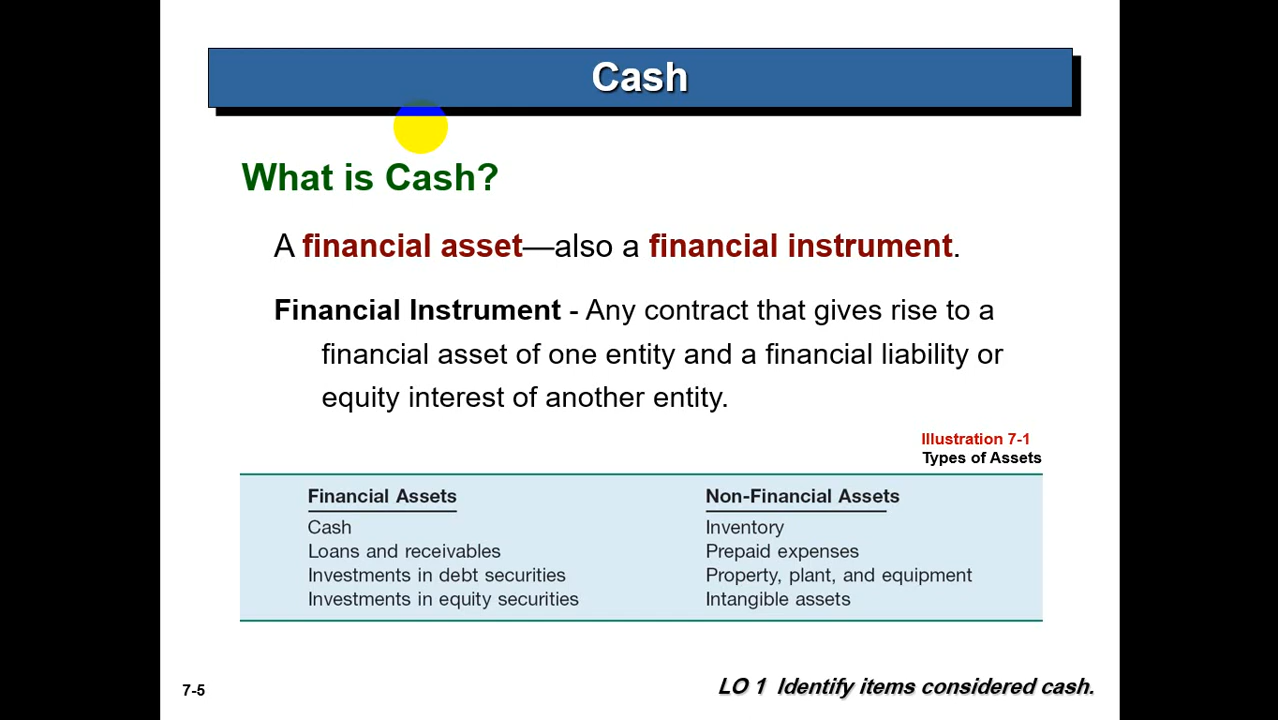 Cash
What is Cash?
A financial asset—also a financial instrument.
Financial Instrument - Any contract that gives rise to a
financial asset of one entity and a financial liability or
equity interest of another entity.
Illustration 7-1
Types of Assets
Financial Assets
Cash
Loans and receivables
Investments in debt securities
Investments in equity securities
Non-Financial Assets
Inventory
Prepaid expenses
Property, plant, and equipment
Intangible assets
7-5
LO 1 Identify items considered cash.